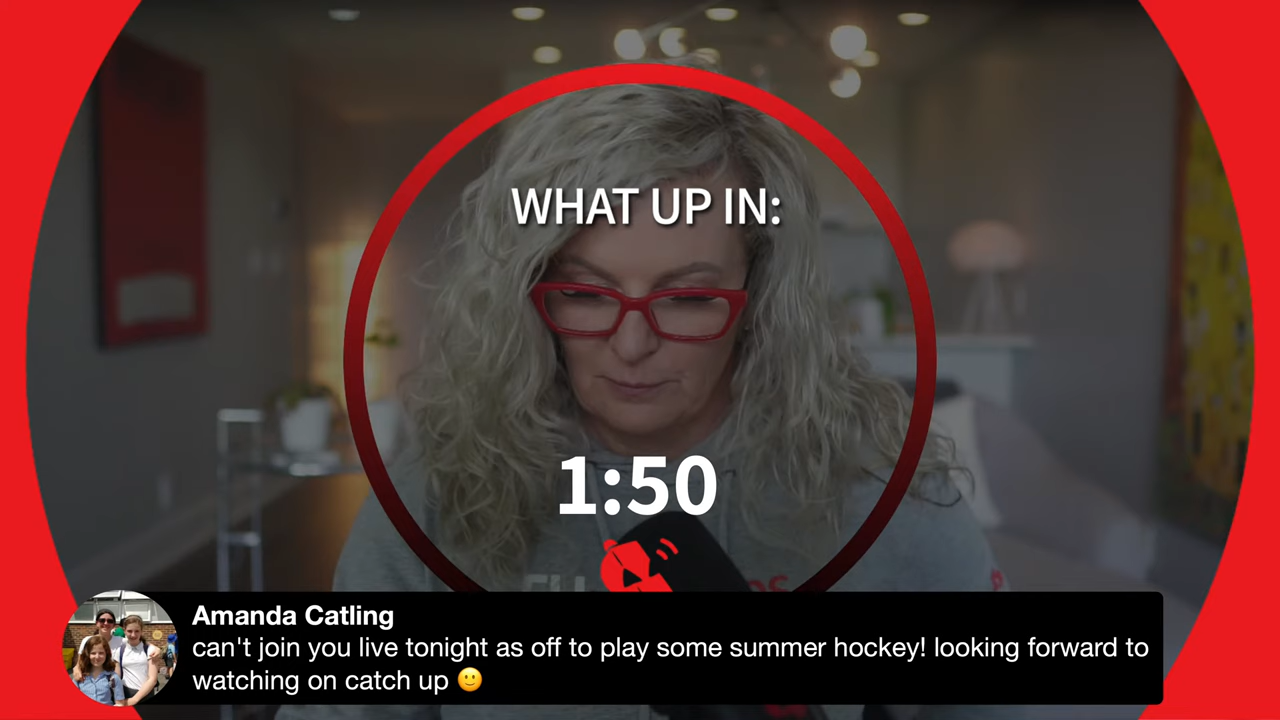 WHAT UP IN:
1:50
Amanda Catling
can't join you live tonight as off to play some summer hockey! looking forward to
watching on catch up 🙂